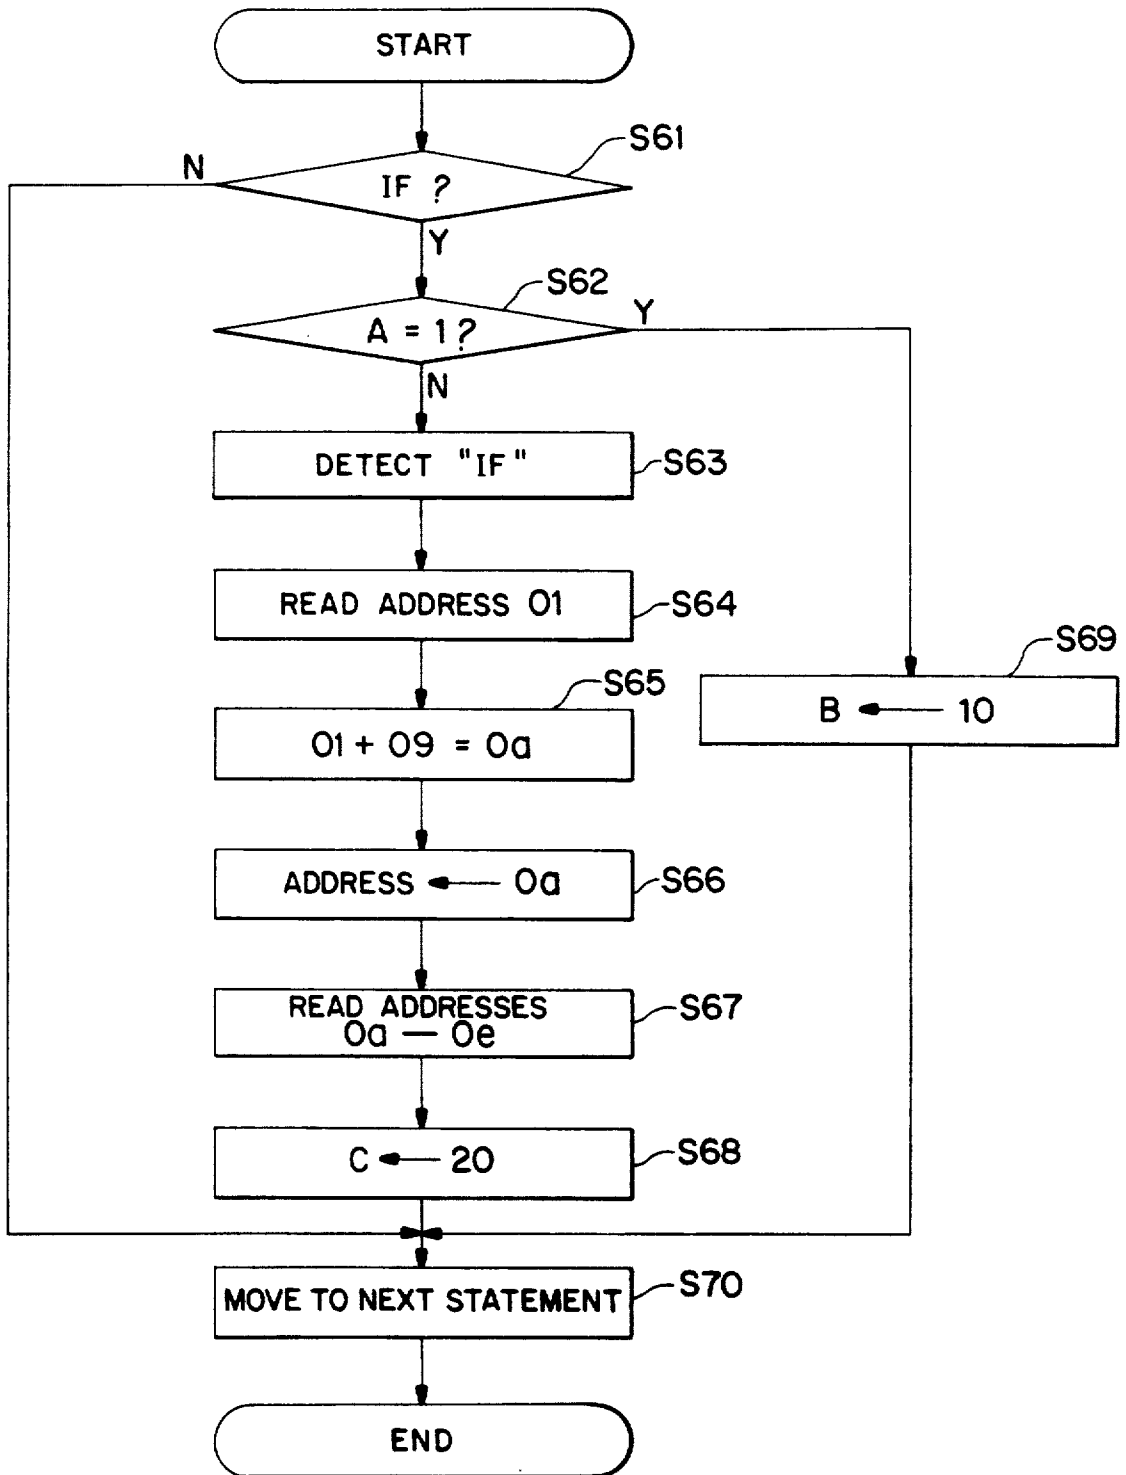 START
S61
N
IF ?
Y
S62
Y
A = 1 ?
N
DETECT "IF"
S63
READ ADDRESS 01
S64
S69
S65
B ← 10
01 + 09 = 0a
ADDRESS ← 0a
S66
READ ADDRESSES
0a — 0e
S67
C ← 20
S68
MOVE TO NEXT STATEMENT
S70
END